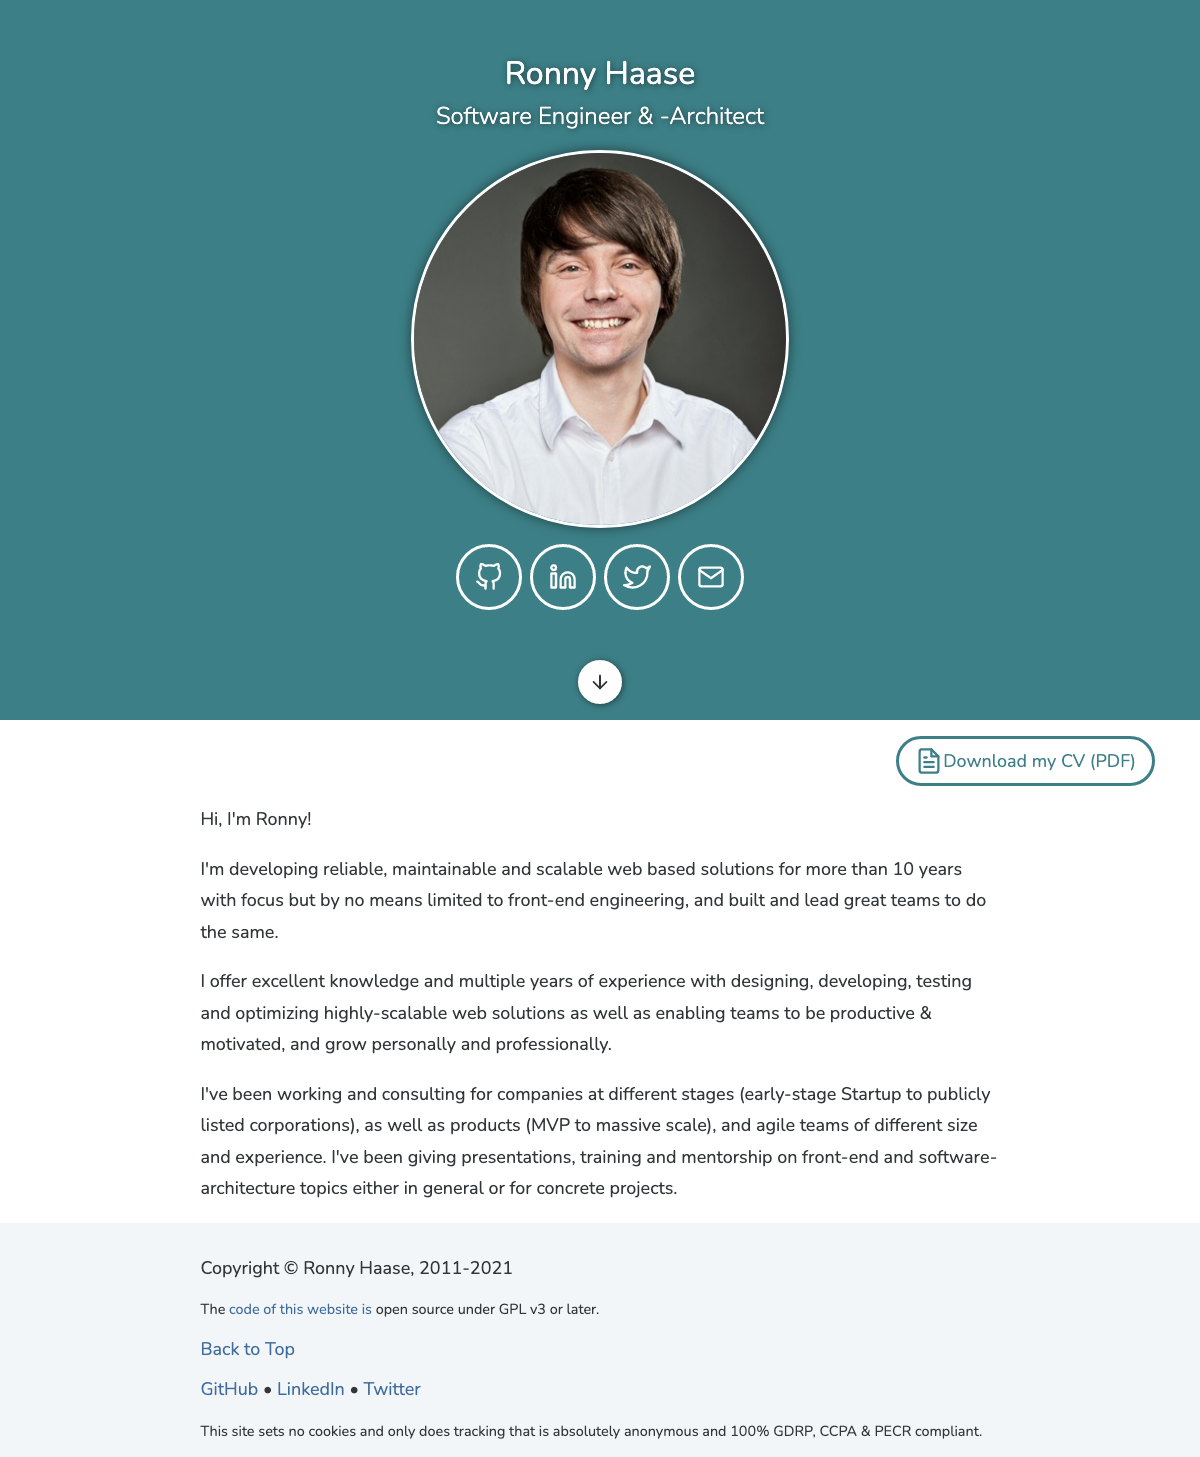 Ronny Haase
Software Engineer & -Architect
Download my CV (PDF)
Hi, I'm Ronny!
I'm developing reliable, maintainable and scalable web based solutions for more than 10 years
with focus but by no means limited to front-end engineering, and built and lead great teams to do
the same.
I offer excellent knowledge and multiple years of experience with designing, developing, testing
and optimizing highly-scalable web solutions as well as enabling teams to be productive &
motivated, and grow personally and professionally.
I've been working and consulting for companies at different stages (early-stage Startup to publicly
listed corporations), as well as products (MVP to massive scale), and agile teams of different size
and experience. I've been giving presentations, training and mentorship on front-end and software-
architecture topics either in general or for concrete projects.
Copyright © Ronny Haase, 2011-2021
The code of this website is open source under GPL v3 or later.
Back to Top
GitHub • LinkedIn • Twitter
This site sets no cookies and only does tracking that is absolutely anonymous and 100% GDRP, CCPA & PECR compliant.